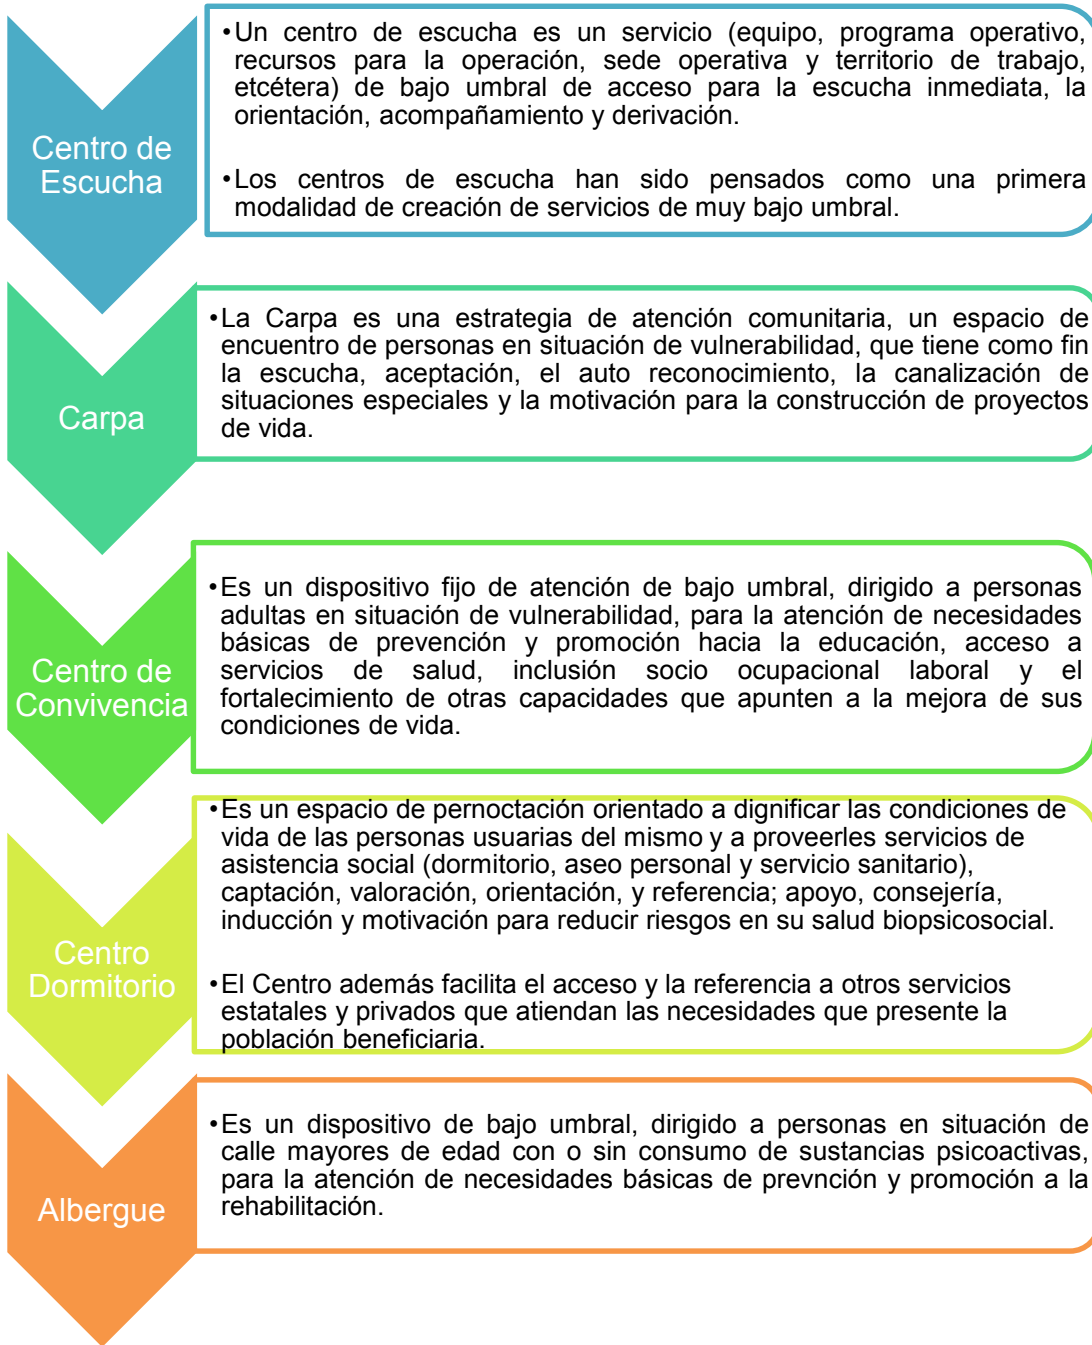 Centro de
Escucha
•Un centro de escucha es un servicio (equipo, programa operativo,
recursos para la operación, sede operativa y territorio de trabajo,
etcétera) de bajo umbral de acceso para la escucha inmediata, la
orientación, acompañamiento y derivación.
•Los centros de escucha han sido pensados como una primera
modalidad de creación de servicios de muy bajo umbral.
Carpa
•La Carpa es una estrategia de atención comunitaria, un espacio de
encuentro de personas en situación de vulnerabilidad, que tiene como fin
la escucha, aceptación, el auto reconocimiento, la canalización de
situaciones especiales y la motivación para la construcción de proyectos
de vida.
Centro de
Convivencia
•Es un dispositivo fijo de atención de bajo umbral, dirigido a personas
adultas en situación de vulnerabilidad, para la atención de necesidades
básicas de prevención y promoción hacia la educación, acceso a
servicios de salud, inclusión socio ocupacional laboral y el
fortalecimiento de otras capacidades que apunten a la mejora de sus
condiciones de vida.
Centro
Dormitorio
•Es un espacio de pernoctación orientado a dignificar las condiciones de
vida de las personas usuarias del mismo y a proveerles servicios de
asistencia social (dormitorio, aseo personal y servicio sanitario),
captación, valoración, orientación, y referencia; apoyo, consejería,
inducción y motivación para reducir riesgos en su salud biopsicosocial.
•El Centro además facilita el acceso y la referencia a otros servicios
estatales y privados que atiendan las necesidades que presente la
población beneficiaria.
Albergue
•Es un dispositivo de bajo umbral, dirigido a personas en situación de
calle mayores de edad con o sin consumo de sustancias psicoactivas,
para la atención de necesidades básicas de prevnción y promoción a la
rehabilitación.